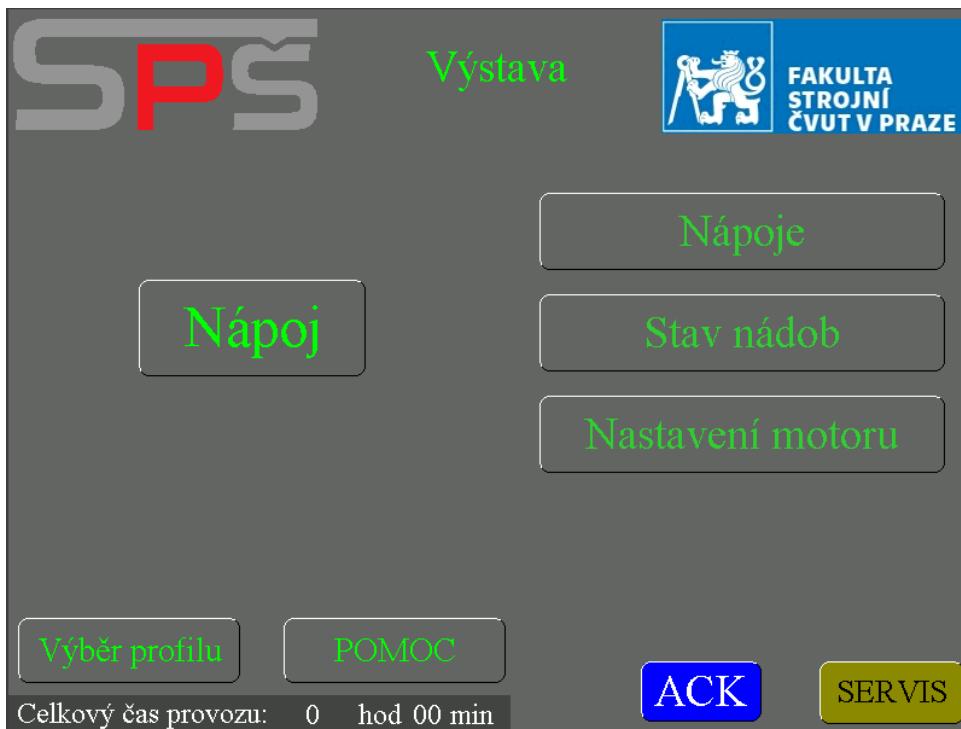 SPŠ
Výstava
FAKULTA
STROJNÍ
ČVUT V PRAZE
Nápoj
Nápoje
Stav nádob
Nastavení motoru
Výběr profilu
POMOC
ACK
SERVIS
Celkový čas provozu: 0 hod 00 min